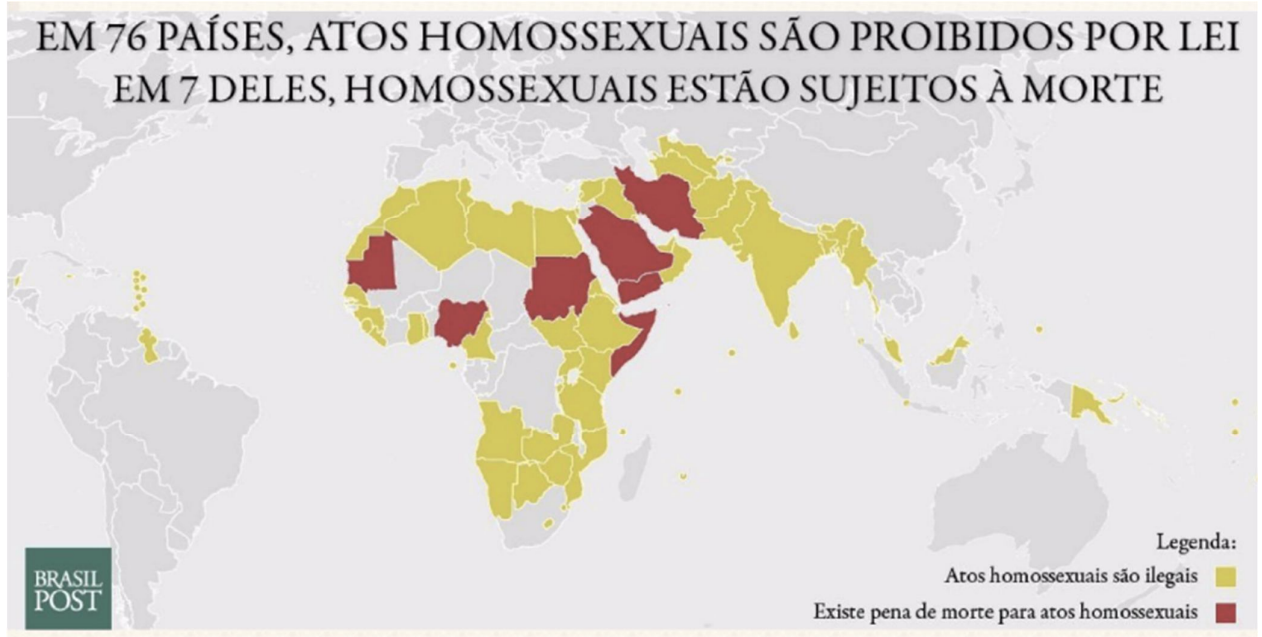 EM 76 PAÍSES, ATOS HOMOSSEXUAIS SÃO PROIBIDOS POR LEI
EM 7 DELES, HOMOSSEXUAIS ESTÃO SUJEITOS À MORTE
Legenda:
Atos homossexuais são ilegais
Existe pena de morte para atos homossexuais
BRASIL
POST